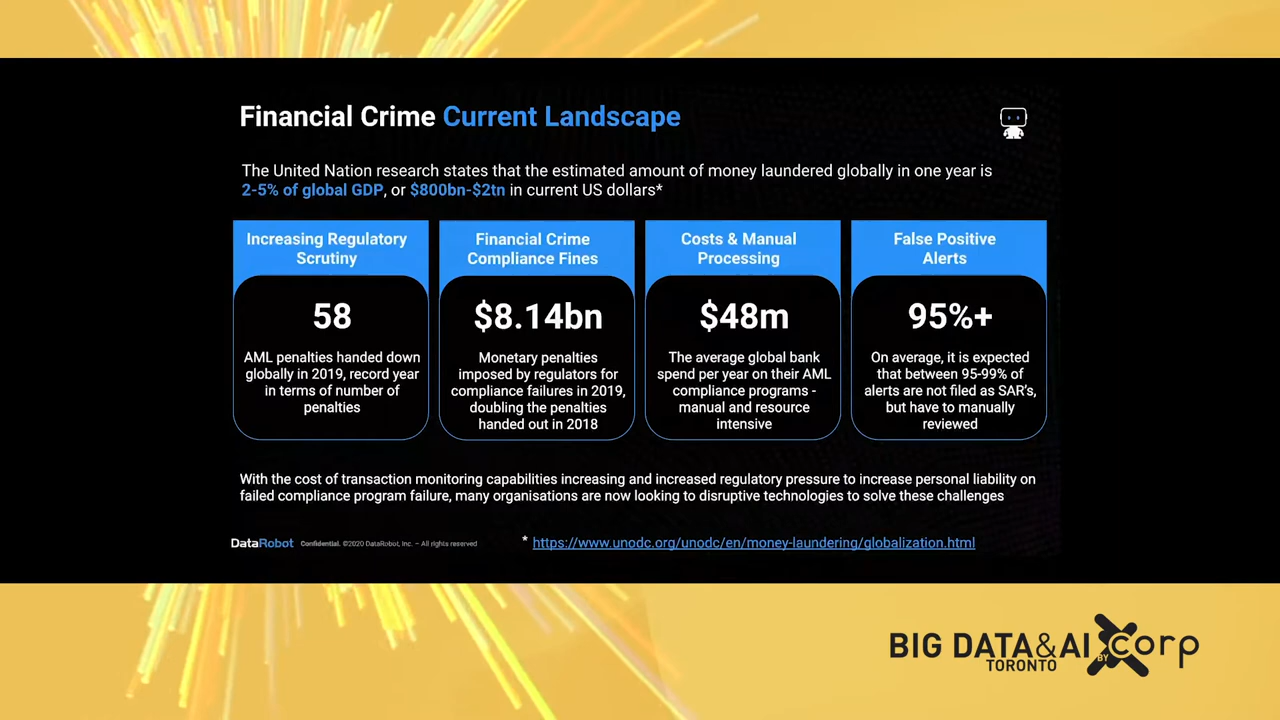 Financial Crime Current Landscape
The United Nation research states that the estimated amount of money laundered globally in one year is
2-5% of global GDP, or $800bn-$2tn in current US dollars*
Increasing Regulatory
Scrutiny
58
AML penalties handed down
globally in 2019, record year
in terms of number of
penalties
Financial Crime
Compliance Fines
$8.14bn
Monetary penalties
imposed by regulators for
compliance failures in 2019,
doubling the penalties
handed out in 2018
Costs & Manual
Processing
$48m
The average global bank
spend per year on their AML
compliance programs -
manual and resource
intensive
False Positive
Alerts
95%+
On average, it is expected
that between 95-99% of
alerts are not filed as SAR's,
but have to manually
reviewed
With the cost of transaction monitoring capabilities increasing and increased regulatory pressure to increase personal liability on
failed compliance program failure, many organisations are now looking to disruptive technologies to solve these challenges
DataRobot Confidential. ©2020 DataRobot, Inc. – All rights reserved
* https://www.unodc.org/unodc/en/money-laundering/globalization.html
BIG DATA&AI
TORONTO
BY
corp